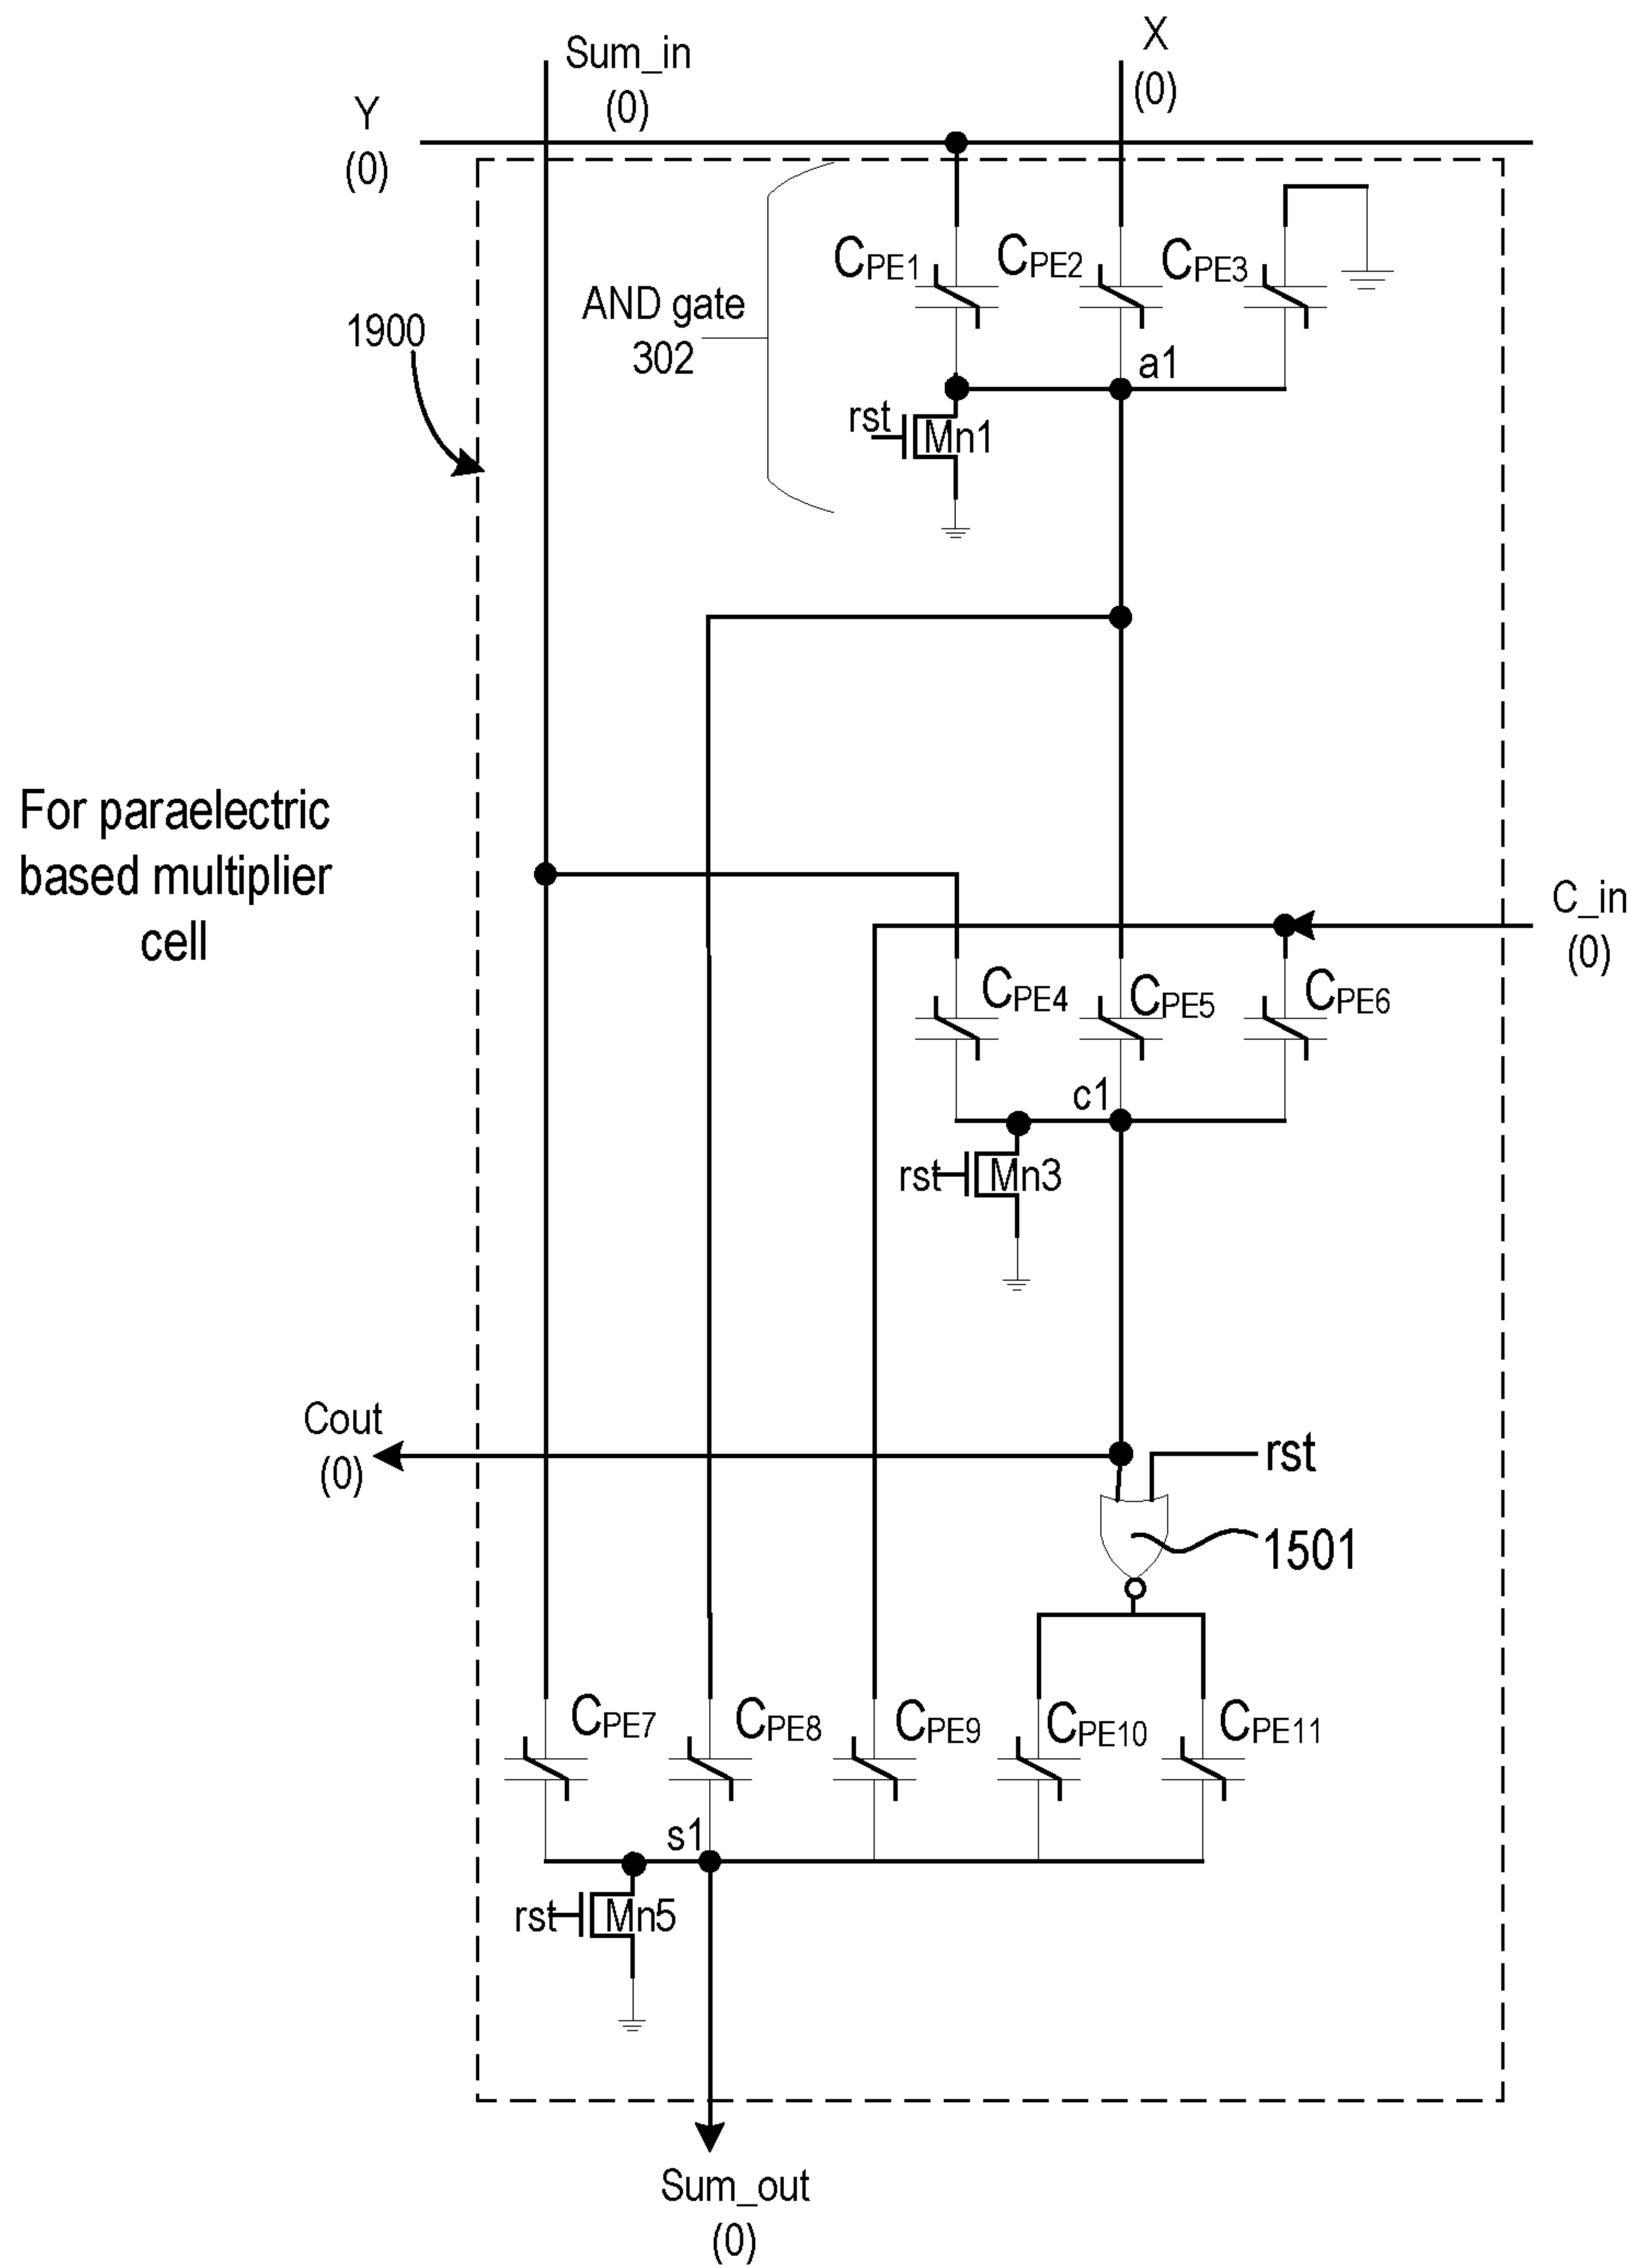 X
(0)
Sum_in
(0)
Y
(0)
CPE1
CPE2
CPE3
AND gate
302
1900
a1
rst
Mn1
For paraelectric
based multiplier
cell
C_in
(0)
CPE4
CPE5
CPE6
c1
rst
Mn3
Cout
(0)
rst
1501
CPE7
CPE8
CPE9
CPE10
CPE11
s1
rst
Mn5
Sum_out
(0)